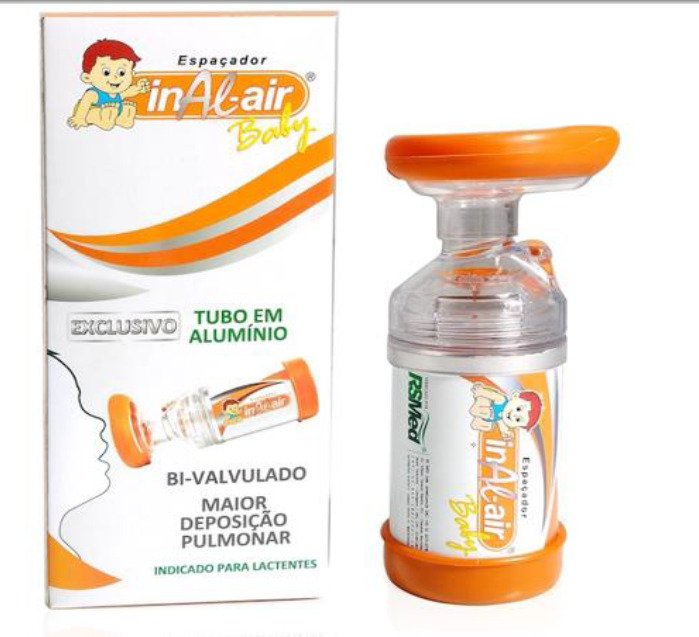 Espaçador
inAl-air®
Baby
EXCLUSIVO
TUBO EM
ALUMÍNIO
inAl-air
BI-VALVULADO
MAIOR
DEPOSIÇÃO
PULMONAR
INDICADO PARA LACTENTES
RSMed
Espaçador
inAl-air®
Baby